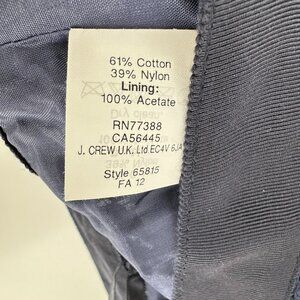 61% Cotton
39% Nylon
Lining:
100% Acetate
RN77388
CA56445
J. CREW U.K. Ltd.EC4V 6JA
Style 65815
FA 12